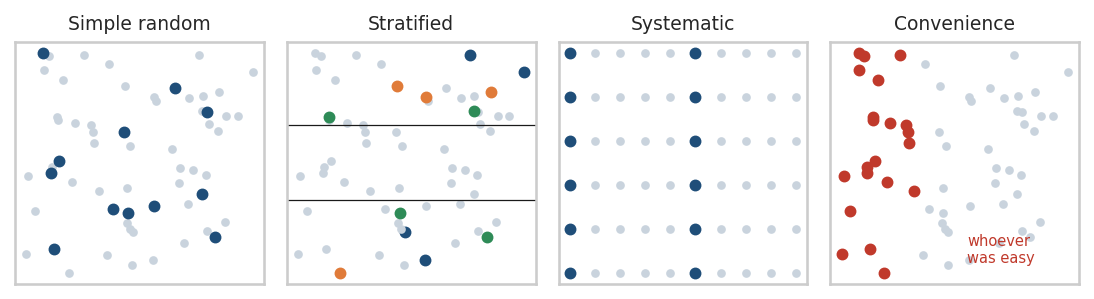 Simple random
Stratified
Systematic
Convenience
whoever
was easy